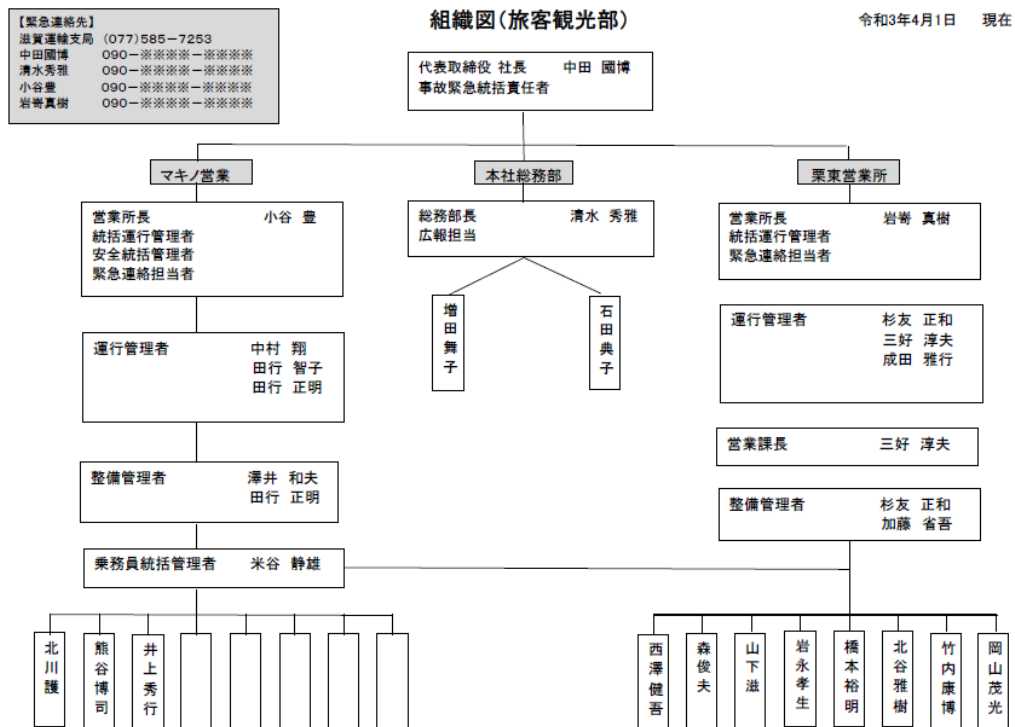 組織図(旅客観光部)
令和3年4月1日　現在
【緊急連絡先】
滋賀運輸支局 (077)585-7253
中田國博　090-※※※※-※※※※
清水秀雅　090-※※※※-※※※※
小谷豊　090-※※※※-※※※※
岩嵜真樹　090-※※※※-※※※※
代表取締役 社長　中田 國博
事故緊急統括責任者
マキノ営業
営業所長　小谷 豊
統括運行管理者
安全統括管理者
緊急連絡担当者
運行管理者　中村 翔
田行 智子
田行 正明
整備管理者　澤井 和夫
田行 正明
乗務員統括管理者　米谷 静雄
北川護
熊谷博司
井上秀行
本社総務部
総務部長　清水 秀雅
広報担当
増田舞子
石田典子
栗東営業所
営業所長　岩嵜 真樹
統括運行管理者
緊急連絡担当者
運行管理者　杉友 正和
三好 淳夫
成田 雅行
営業課長　三好 淳夫
整備管理者　杉友 正和
加藤 省吾
西澤健吾
森俊夫
山下滋
岩永孝生
橋本裕明
北谷雅樹
竹内康博
岡山茂光